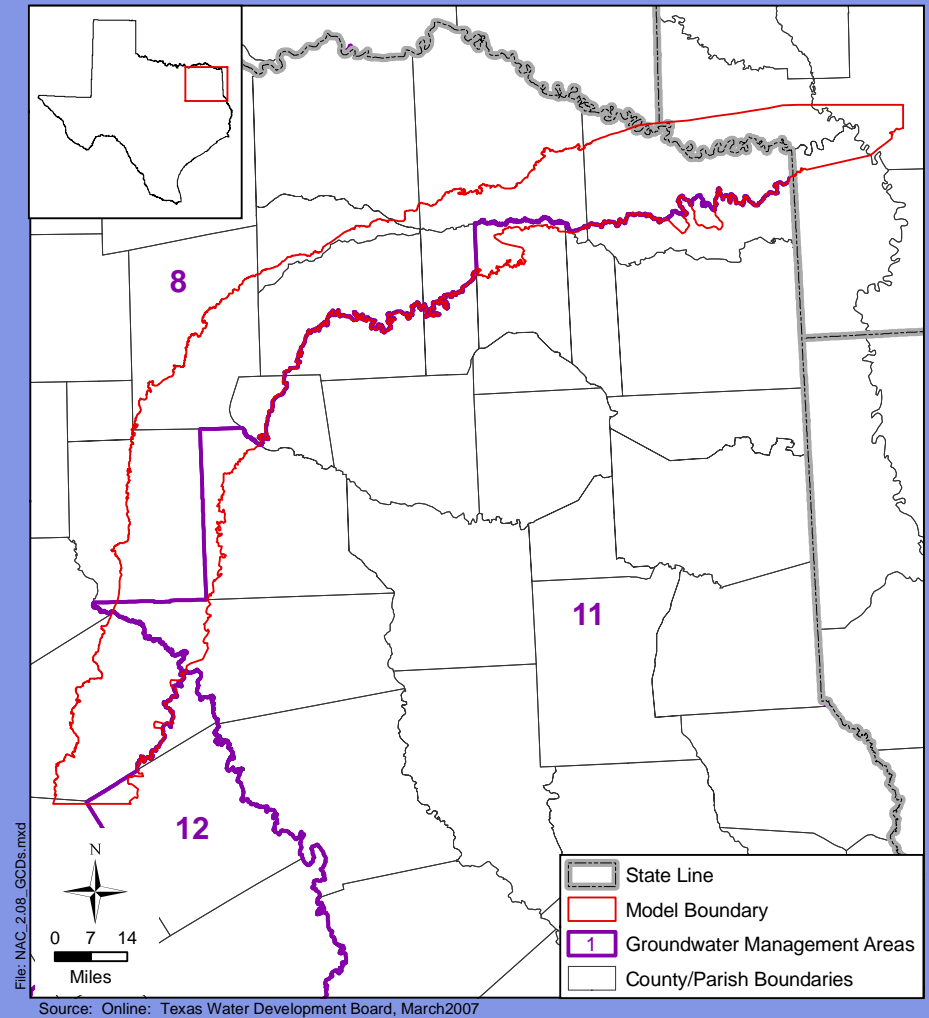 8
11
12
N
0 7 14
Miles
State Line
Model Boundary
1 Groundwater Management Areas
County/Parish Boundaries
File: NAC_2.08_GCDs.mxd
Source: Online: Texas Water Development Board, March2007